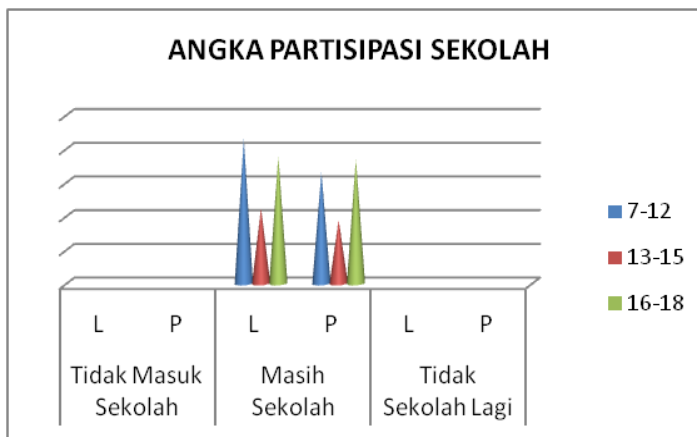 ANGKA PARTISIPASI SEKOLAH
7-12
13-15
16-18
L P L P L P
Tidak Masuk Sekolah
Masih Sekolah
Tidak Sekolah Lagi